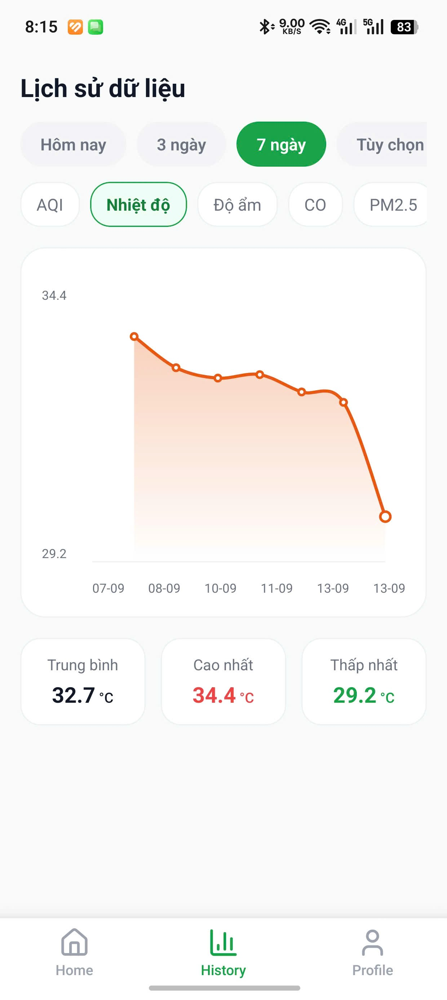 8:15
9.00
KB/S
4G
5G
83
Lịch sử dữ liệu
Hôm nay
3 ngày
7 ngày
Tùy chọn
AQI
Nhiệt độ
Độ ẩm
CO
PM2.5
34.4
29.2
07-09
08-09
10-09
11-09
13-09
13-09
Trung bình
32.7 °C
Cao nhất
34.4 °C
Thấp nhất
29.2 °C
Home
History
Profile